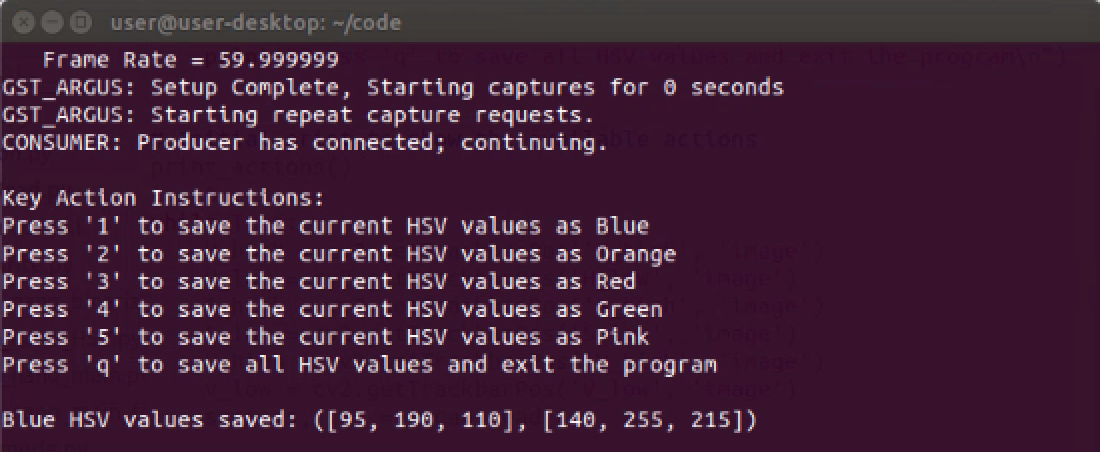 user@user-desktop: ~/code
Frame Rate = 59.999999
GST_ARGUS: Setup Complete, Starting captures for 0 seconds
GST_ARGUS: Starting repeat capture requests.
CONSUMER: Producer has connected; continuing.
Key Action Instructions:
Press '1' to save the current HSV values as Blue
Press '2' to save the current HSV values as Orange
Press '3' to save the current HSV values as Red
Press '4' to save the current HSV values as Green
Press '5' to save the current HSV values as Pink
Press 'q' to save all HSV values and exit the program
Blue HSV values saved: ([95, 190, 110], [140, 255, 215])